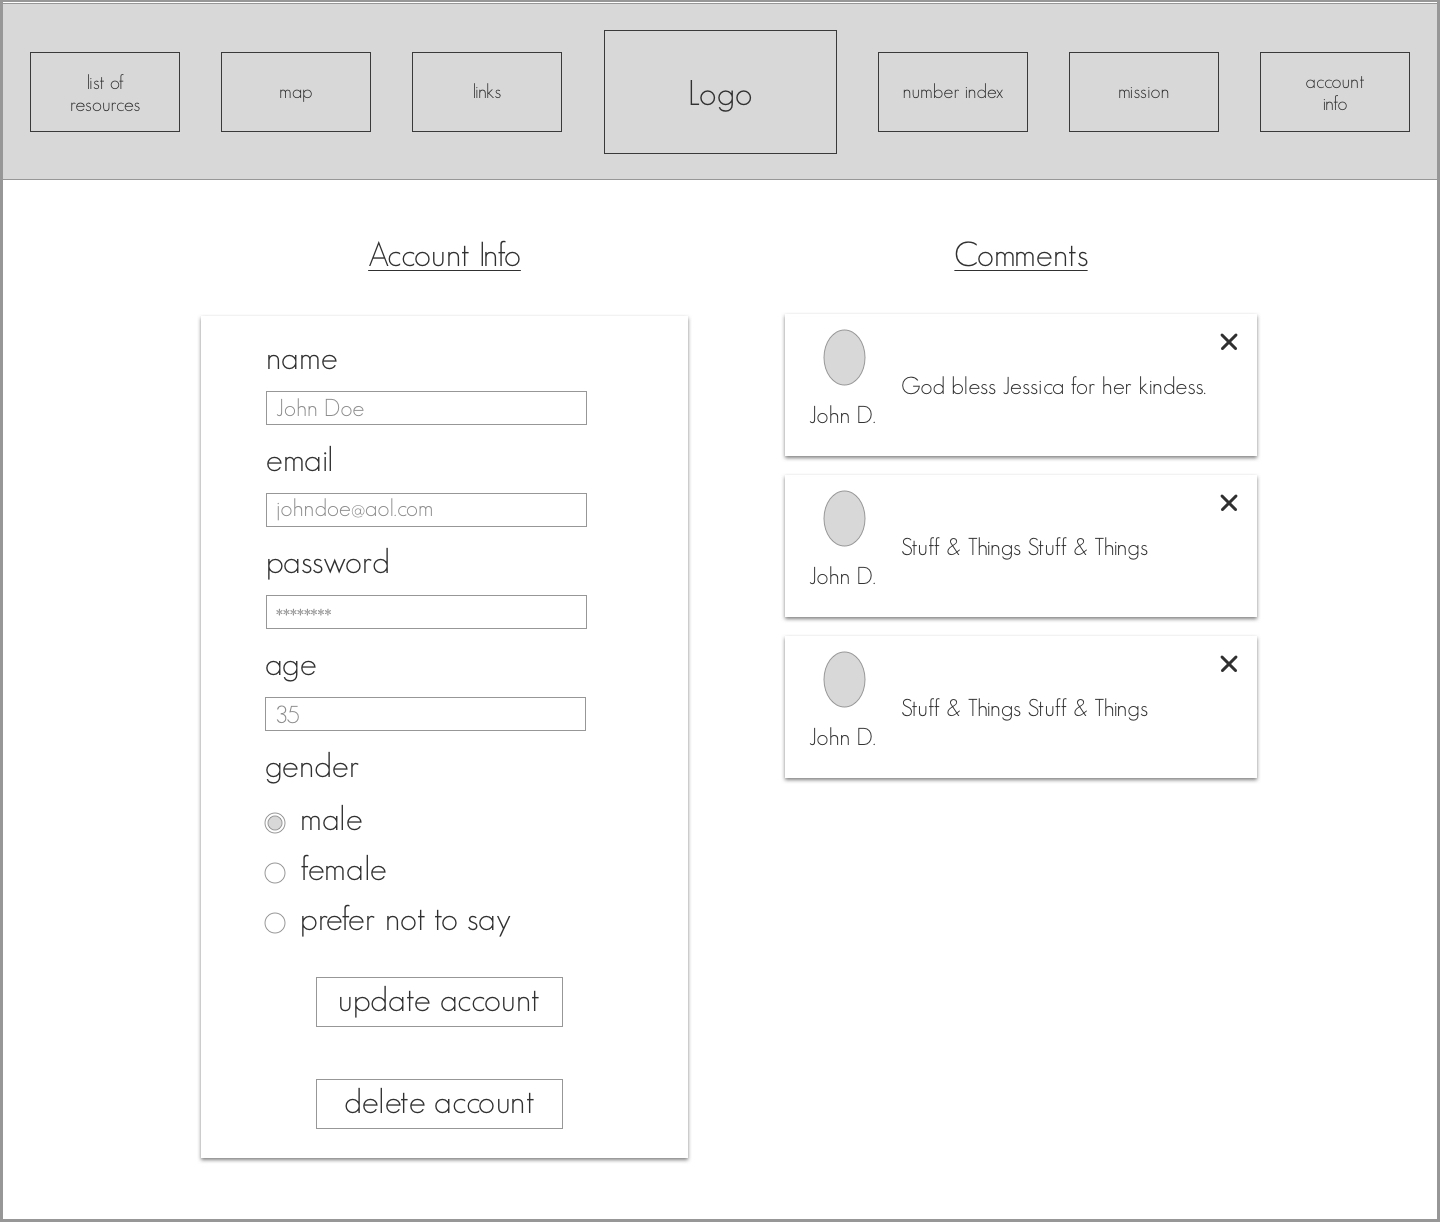 list of
resources
map
links
Logo
number index
mission
account
info
Account Info
name
John Doe
email
johndoe@aol.com
password
********
age
35
gender
male
female
prefer not to say
update account
delete account
Comments
God bless Jessica for her kindess.
John D.
Stuff & Things Stuff & Things
John D.
Stuff & Things Stuff & Things
John D.